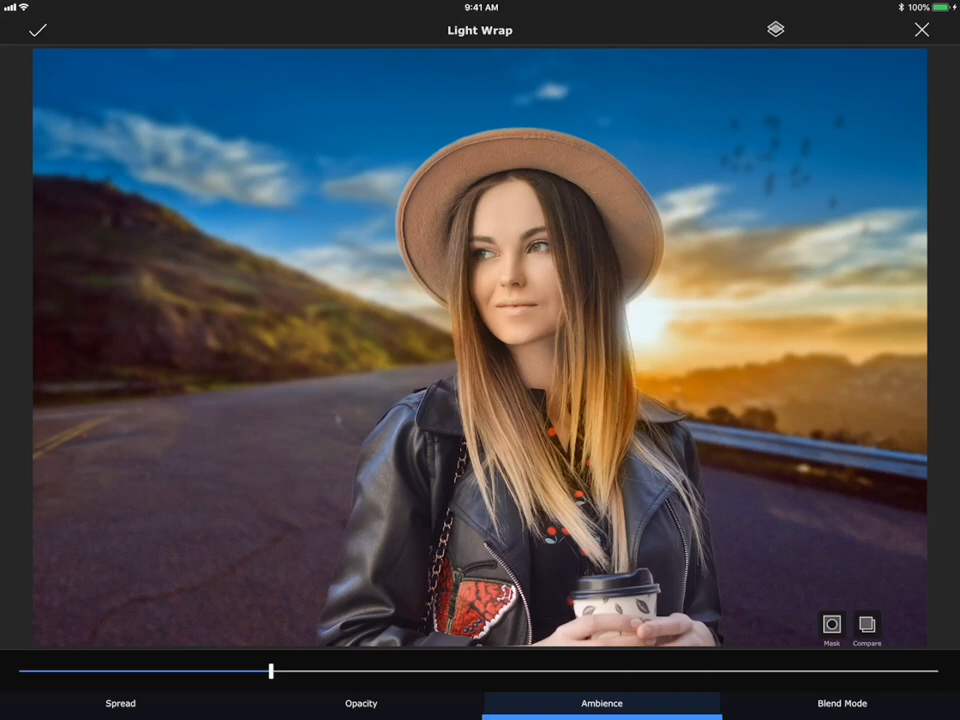 9:41 AM
100%
Light Wrap
Mask
Compare
Spread
Opacity
Ambience
Blend Mode